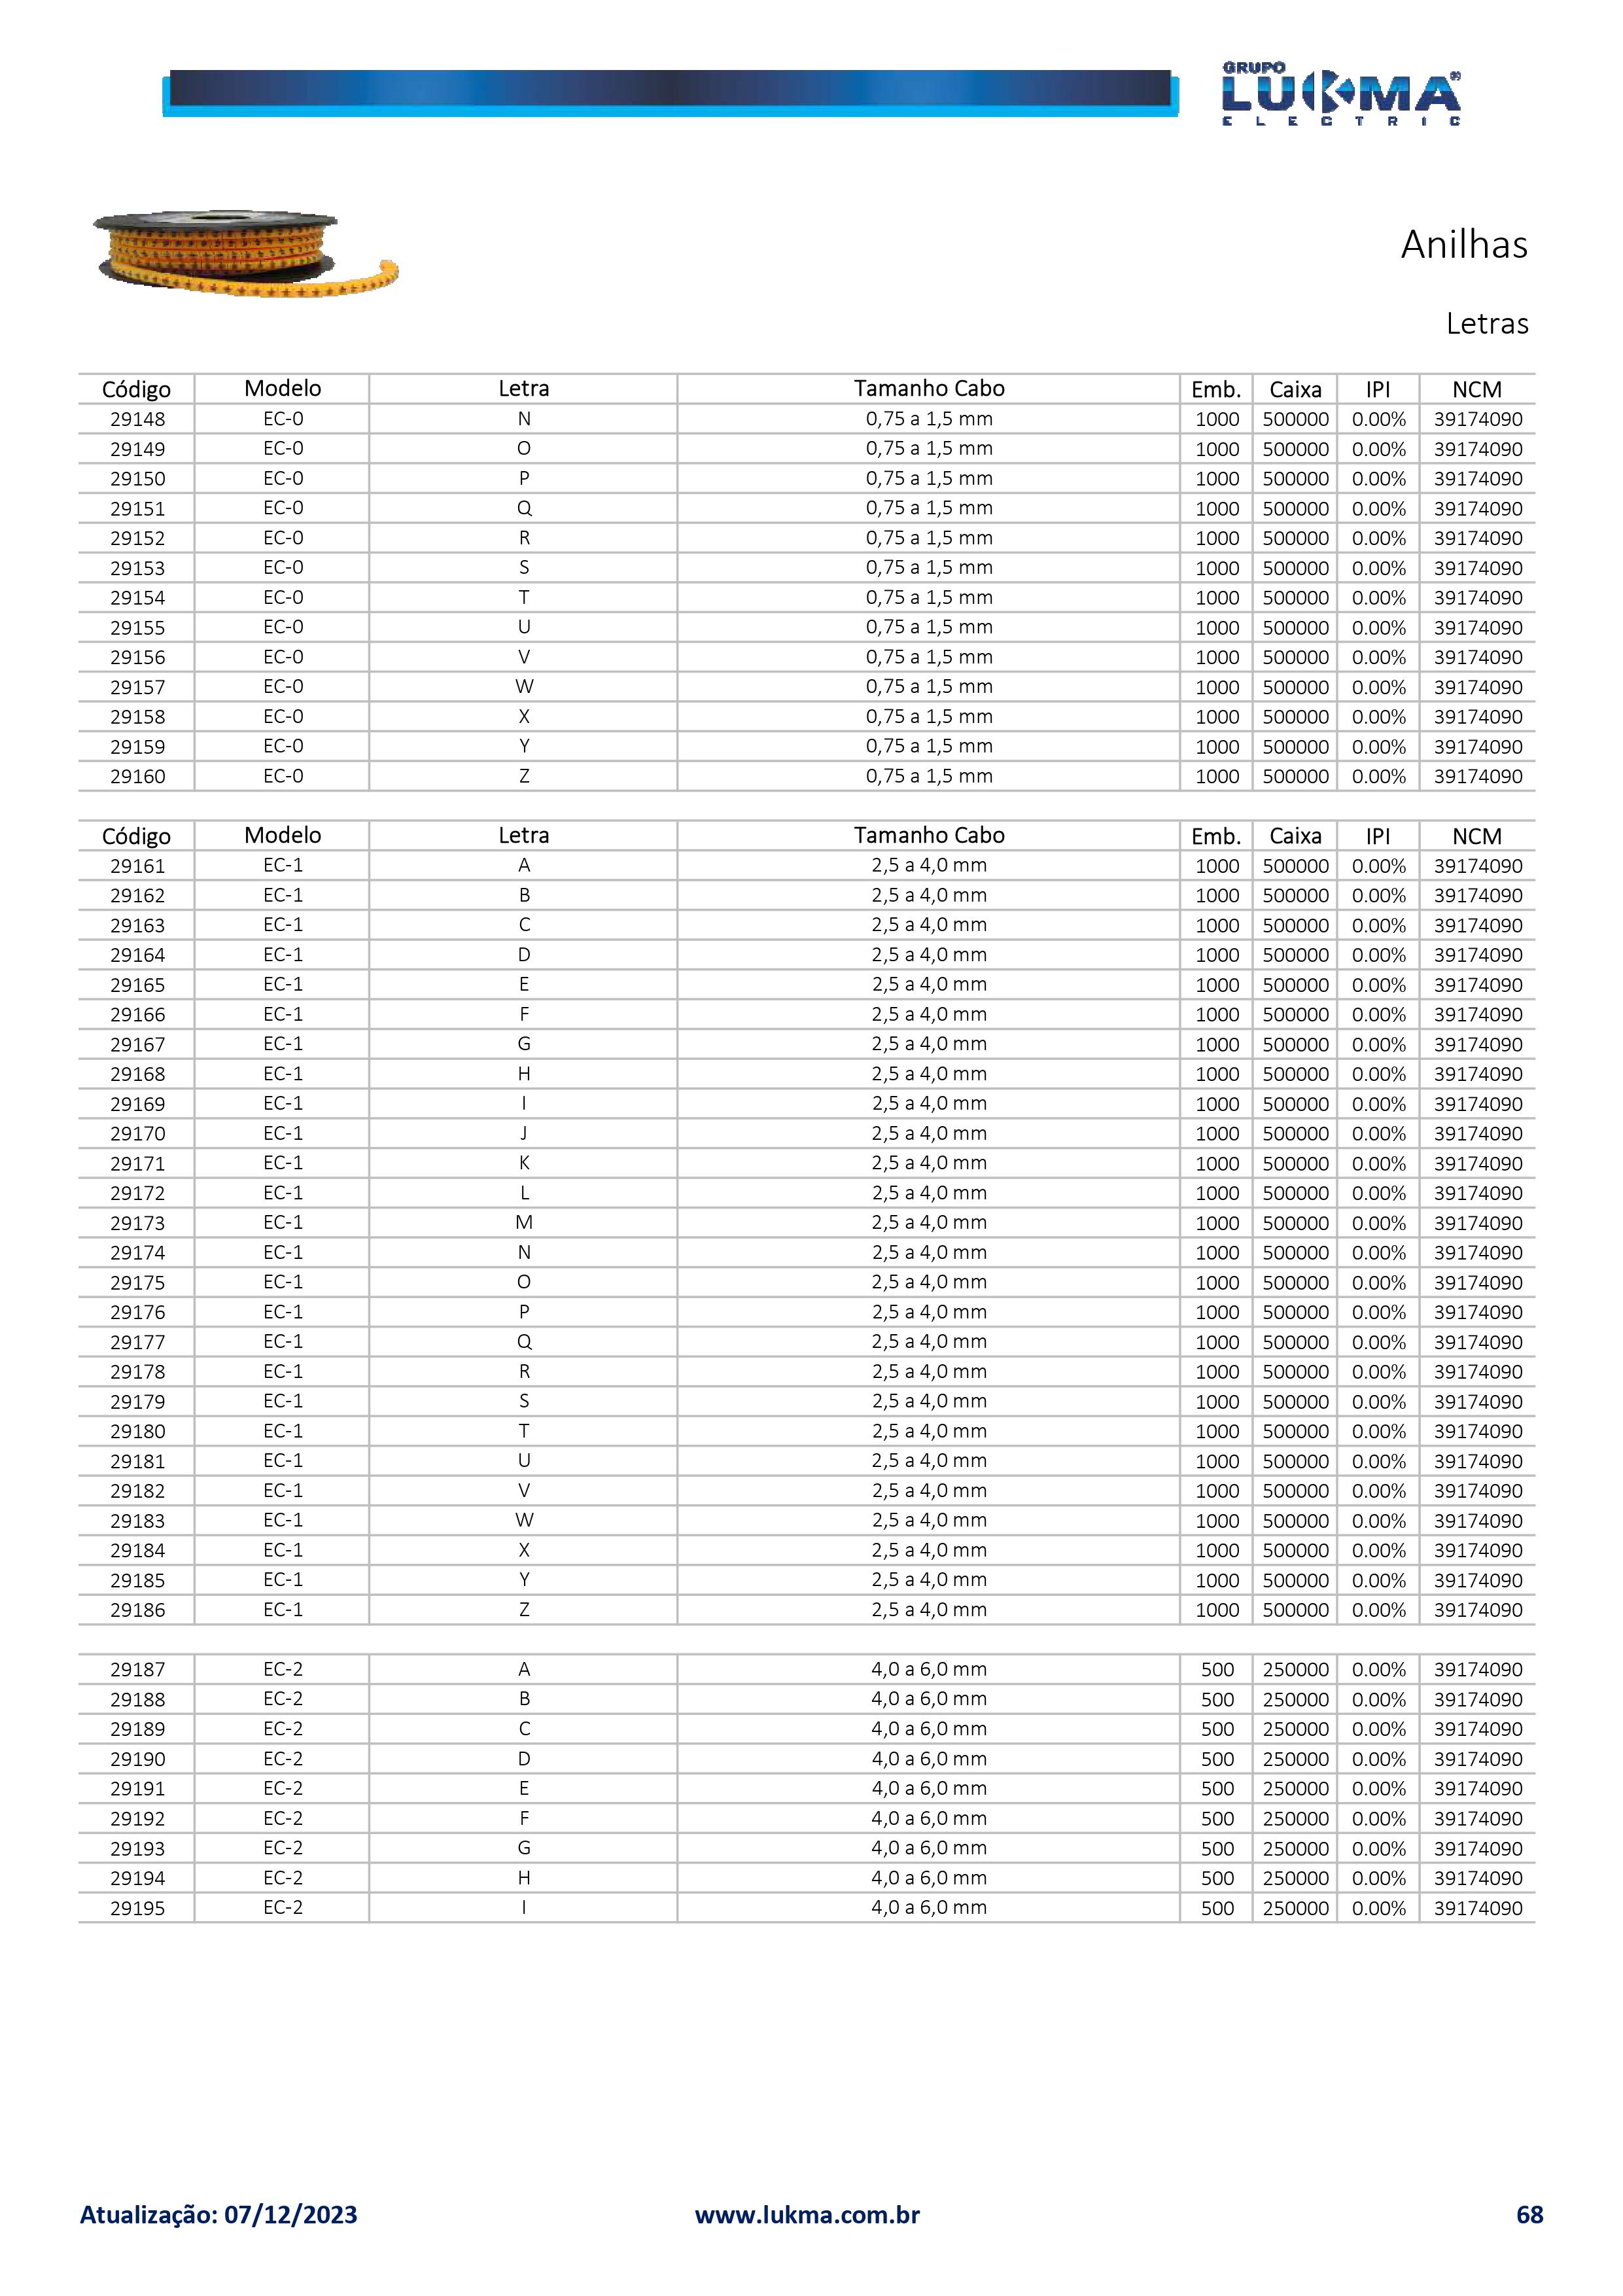 GRUPO
LUKMA®
ELECTRIC
Anilhas
Letras
Código Modelo Letra Tamanho Cabo Emb. Caixa IPI NCM
29148 EC-0 N 0,75 a 1,5 mm 1000 500000 0.00% 39174090
29149 EC-0 O 0,75 a 1,5 mm 1000 500000 0.00% 39174090
29150 EC-0 P 0,75 a 1,5 mm 1000 500000 0.00% 39174090
29151 EC-0 Q 0,75 a 1,5 mm 1000 500000 0.00% 39174090
29152 EC-0 R 0,75 a 1,5 mm 1000 500000 0.00% 39174090
29153 EC-0 S 0,75 a 1,5 mm 1000 500000 0.00% 39174090
29154 EC-0 T 0,75 a 1,5 mm 1000 500000 0.00% 39174090
29155 EC-0 U 0,75 a 1,5 mm 1000 500000 0.00% 39174090
29156 EC-0 V 0,75 a 1,5 mm 1000 500000 0.00% 39174090
29157 EC-0 W 0,75 a 1,5 mm 1000 500000 0.00% 39174090
29158 EC-0 X 0,75 a 1,5 mm 1000 500000 0.00% 39174090
29159 EC-0 Y 0,75 a 1,5 mm 1000 500000 0.00% 39174090
29160 EC-0 Z 0,75 a 1,5 mm 1000 500000 0.00% 39174090
Código Modelo Letra Tamanho Cabo Emb. Caixa IPI NCM
29161 EC-1 A 2,5 a 4,0 mm 1000 500000 0.00% 39174090
29162 EC-1 B 2,5 a 4,0 mm 1000 500000 0.00% 39174090
29163 EC-1 C 2,5 a 4,0 mm 1000 500000 0.00% 39174090
29164 EC-1 D 2,5 a 4,0 mm 1000 500000 0.00% 39174090
29165 EC-1 E 2,5 a 4,0 mm 1000 500000 0.00% 39174090
29166 EC-1 F 2,5 a 4,0 mm 1000 500000 0.00% 39174090
29167 EC-1 G 2,5 a 4,0 mm 1000 500000 0.00% 39174090
29168 EC-1 H 2,5 a 4,0 mm 1000 500000 0.00% 39174090
29169 EC-1 I 2,5 a 4,0 mm 1000 500000 0.00% 39174090
29170 EC-1 J 2,5 a 4,0 mm 1000 500000 0.00% 39174090
29171 EC-1 K 2,5 a 4,0 mm 1000 500000 0.00% 39174090
29172 EC-1 L 2,5 a 4,0 mm 1000 500000 0.00% 39174090
29173 EC-1 M 2,5 a 4,0 mm 1000 500000 0.00% 39174090
29174 EC-1 N 2,5 a 4,0 mm 1000 500000 0.00% 39174090
29175 EC-1 O 2,5 a 4,0 mm 1000 500000 0.00% 39174090
29176 EC-1 P 2,5 a 4,0 mm 1000 500000 0.00% 39174090
29177 EC-1 Q 2,5 a 4,0 mm 1000 500000 0.00% 39174090
29178 EC-1 R 2,5 a 4,0 mm 1000 500000 0.00% 39174090
29179 EC-1 S 2,5 a 4,0 mm 1000 500000 0.00% 39174090
29180 EC-1 T 2,5 a 4,0 mm 1000 500000 0.00% 39174090
29181 EC-1 U 2,5 a 4,0 mm 1000 500000 0.00% 39174090
29182 EC-1 V 2,5 a 4,0 mm 1000 500000 0.00% 39174090
29183 EC-1 W 2,5 a 4,0 mm 1000 500000 0.00% 39174090
29184 EC-1 X 2,5 a 4,0 mm 1000 500000 0.00% 39174090
29185 EC-1 Y 2,5 a 4,0 mm 1000 500000 0.00% 39174090
29186 EC-1 Z 2,5 a 4,0 mm 1000 500000 0.00% 39174090
29187 EC-2 A 4,0 a 6,0 mm 500 250000 0.00% 39174090
29188 EC-2 B 4,0 a 6,0 mm 500 250000 0.00% 39174090
29189 EC-2 C 4,0 a 6,0 mm 500 250000 0.00% 39174090
29190 EC-2 D 4,0 a 6,0 mm 500 250000 0.00% 39174090
29191 EC-2 E 4,0 a 6,0 mm 500 250000 0.00% 39174090
29192 EC-2 F 4,0 a 6,0 mm 500 250000 0.00% 39174090
29193 EC-2 G 4,0 a 6,0 mm 500 250000 0.00% 39174090
29194 EC-2 H 4,0 a 6,0 mm 500 250000 0.00% 39174090
29195 EC-2 I 4,0 a 6,0 mm 500 250000 0.00% 39174090
Atualização: 07/12/2023 www.lukma.com.br 68